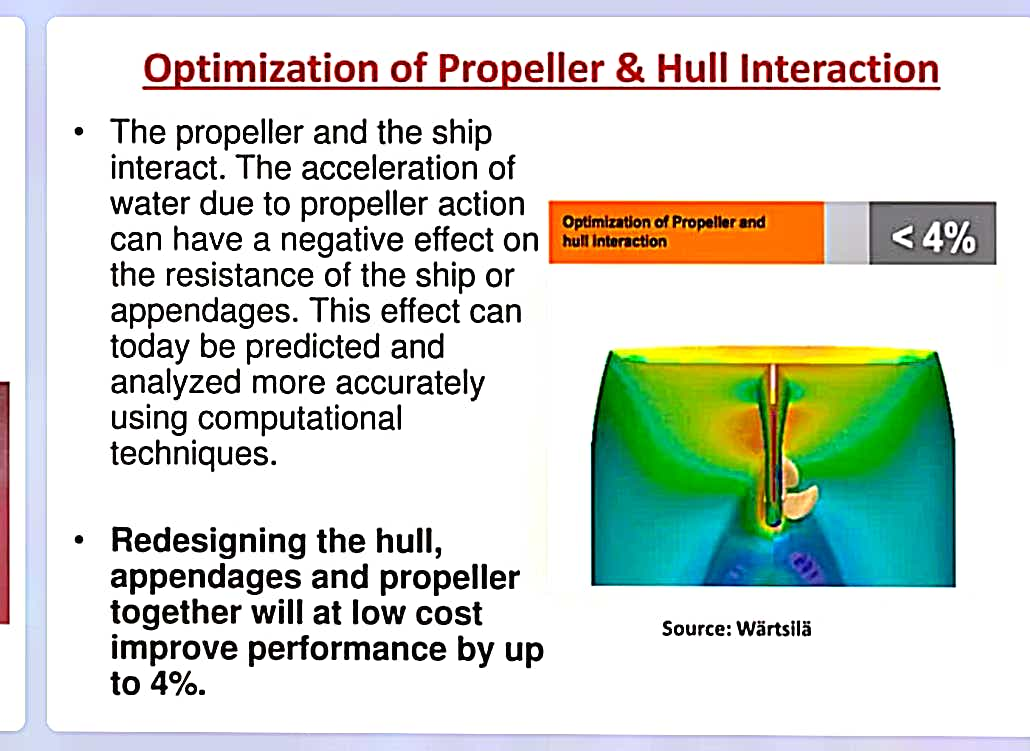 Optimization of Propeller & Hull Interaction
• The propeller and the ship
interact. The acceleration of
water due to propeller action
can have a negative effect on
the resistance of the ship or
appendages. This effect can
today be predicted and
analyzed more accurately
using computational
techniques.
• Redesigning the hull,
appendages and propeller
together will at low cost
improve performance by up
to 4%.
Optimization of Propeller and
hull interaction
< 4%
Source: Wärtsilä